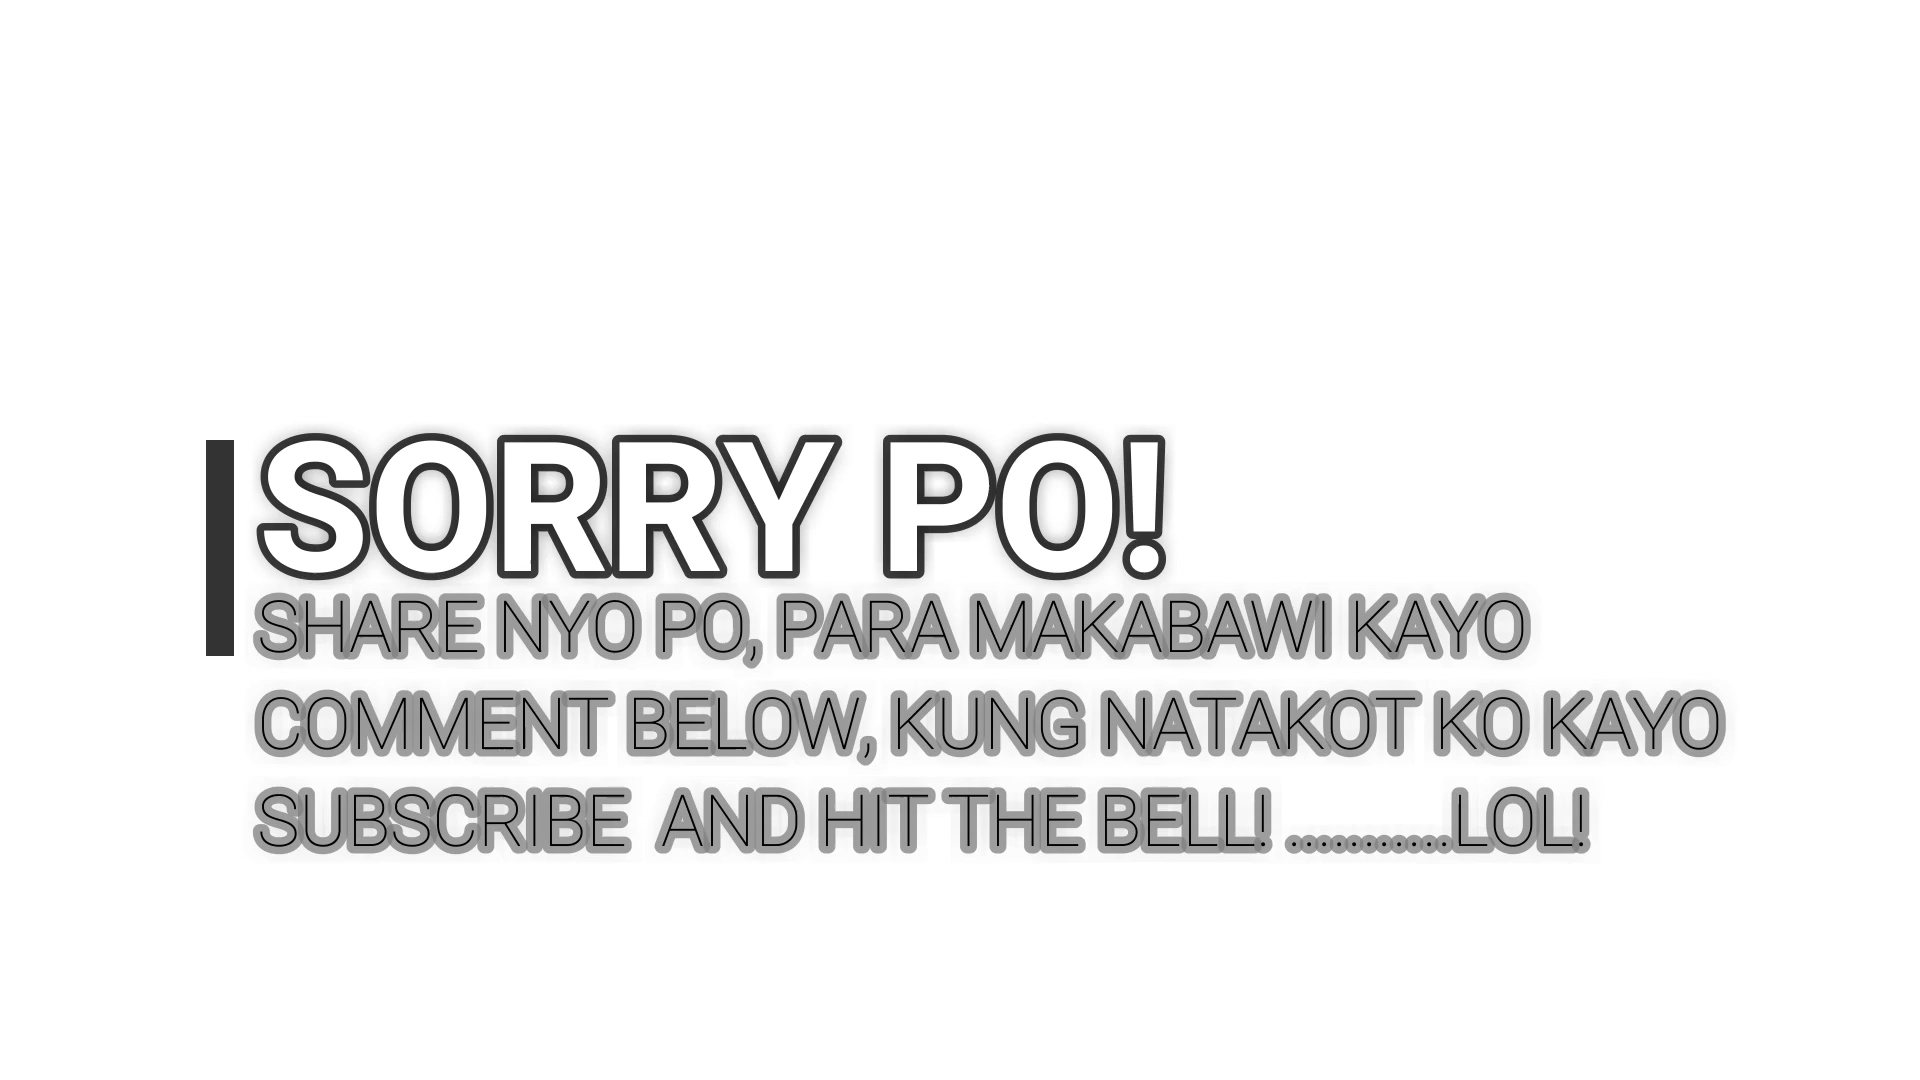 SORRY PO!
SHARE NYO PO, PARA MAKABAWI KAYO
COMMENT BELOW, KUNG NATAKOT KO KAYO
SUBSCRIBE  AND HIT THE BELL! ...........LOL!